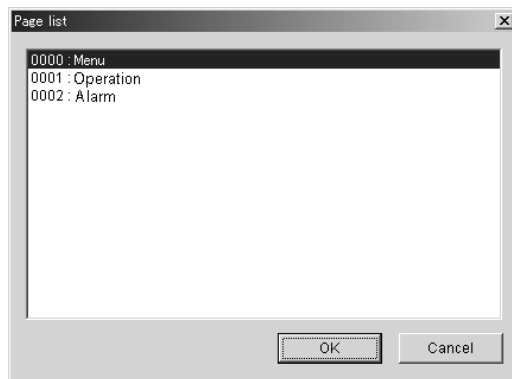 Page list
0000 : Menu
0001 : Operation
0002 : Alarm
OK
Cancel